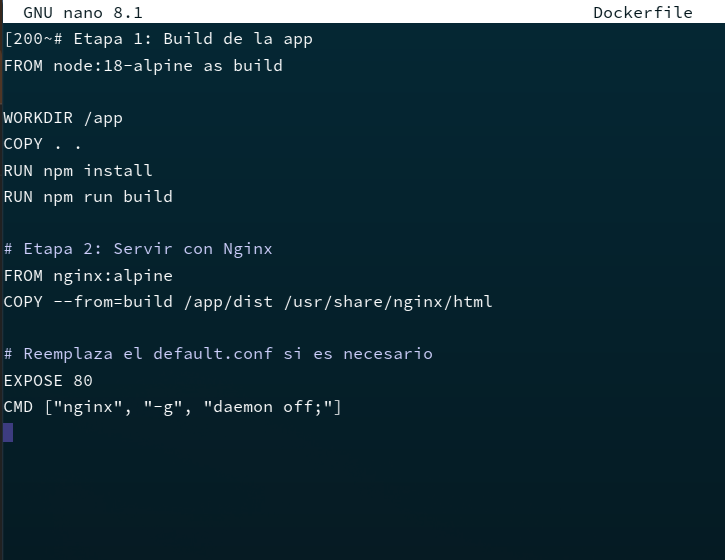 GNU nano 8.1 Dockerfile
[200~# Etapa 1: Build de la app
FROM node:18-alpine as build
WORKDIR /app
COPY . .
RUN npm install
RUN npm run build
# Etapa 2: Servir con Nginx
FROM nginx:alpine
COPY --from=build /app/dist /usr/share/nginx/html
# Reemplaza el default.conf si es necesario
EXPOSE 80
CMD ["nginx", "-g", "daemon off;"]